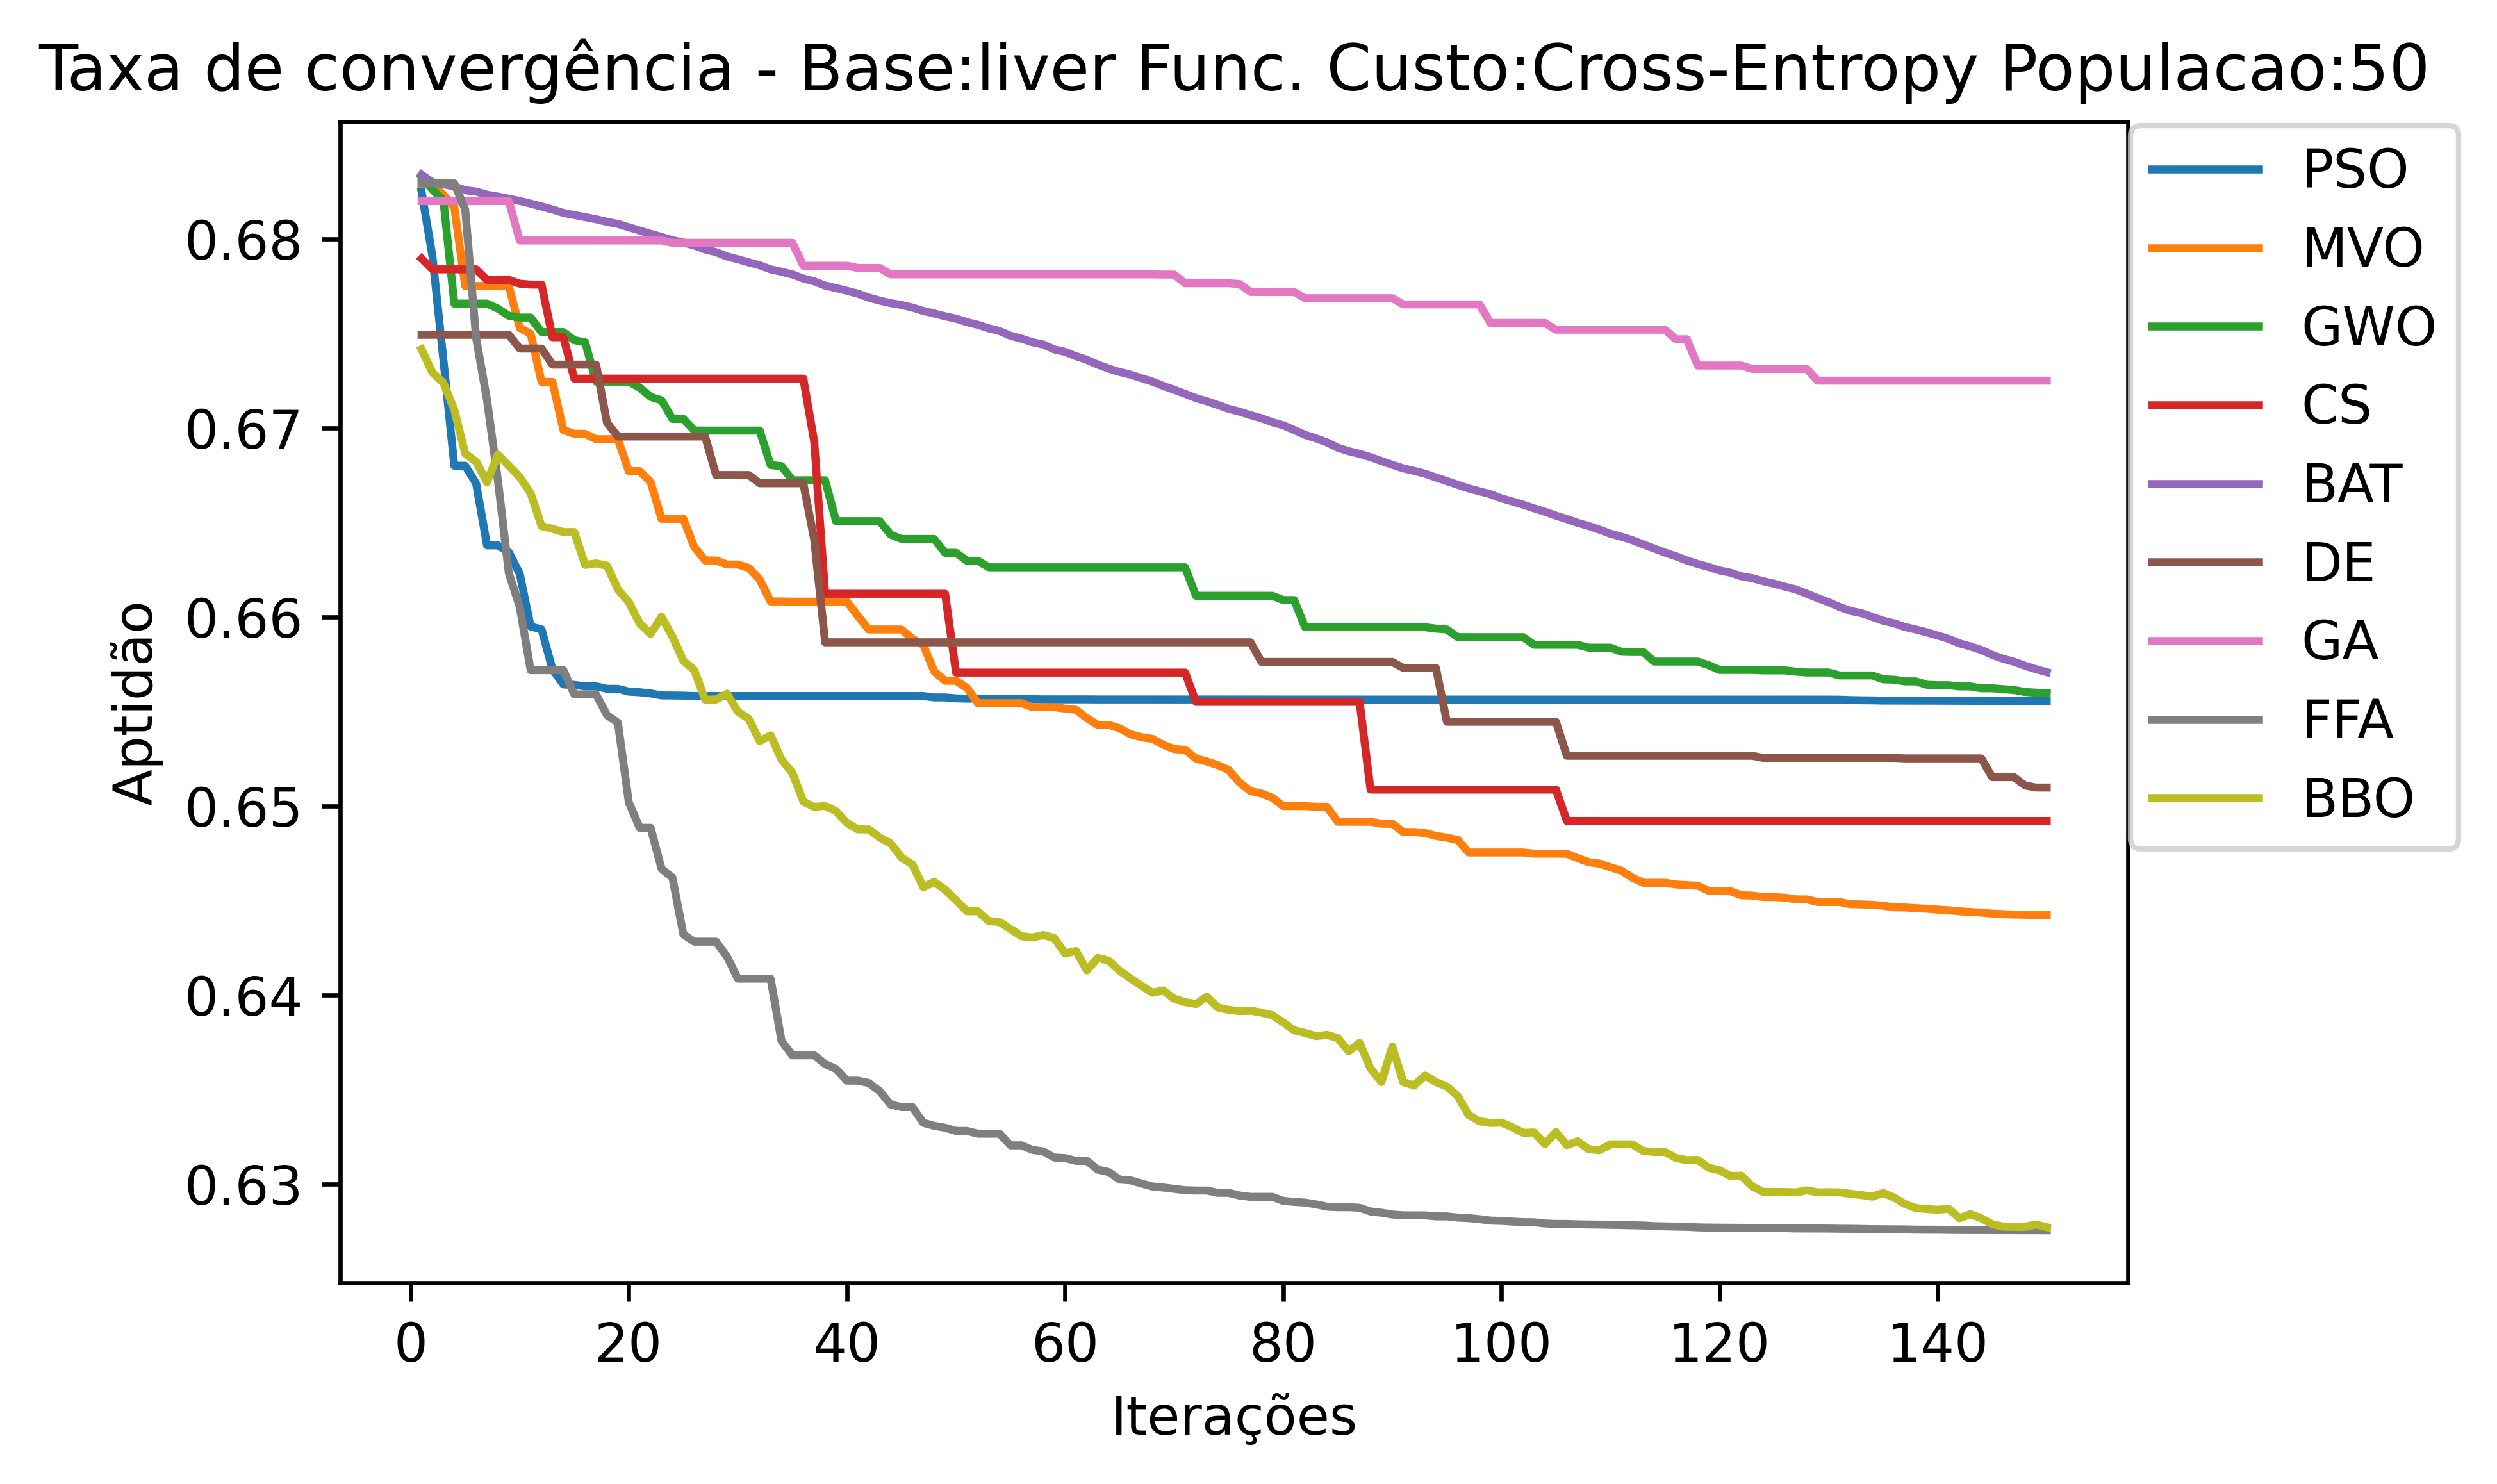 Taxa de convergência - Base:liver Func. Custo:Cross-Entropy Populacao:50
PSO
MVO
GWO
CS
BAT
DE
GA
FFA
BBO
Aptidão
0.68
0.67
0.66
0.65
0.64
0.63
0 20 40 60 80 100 120 140
Iterações